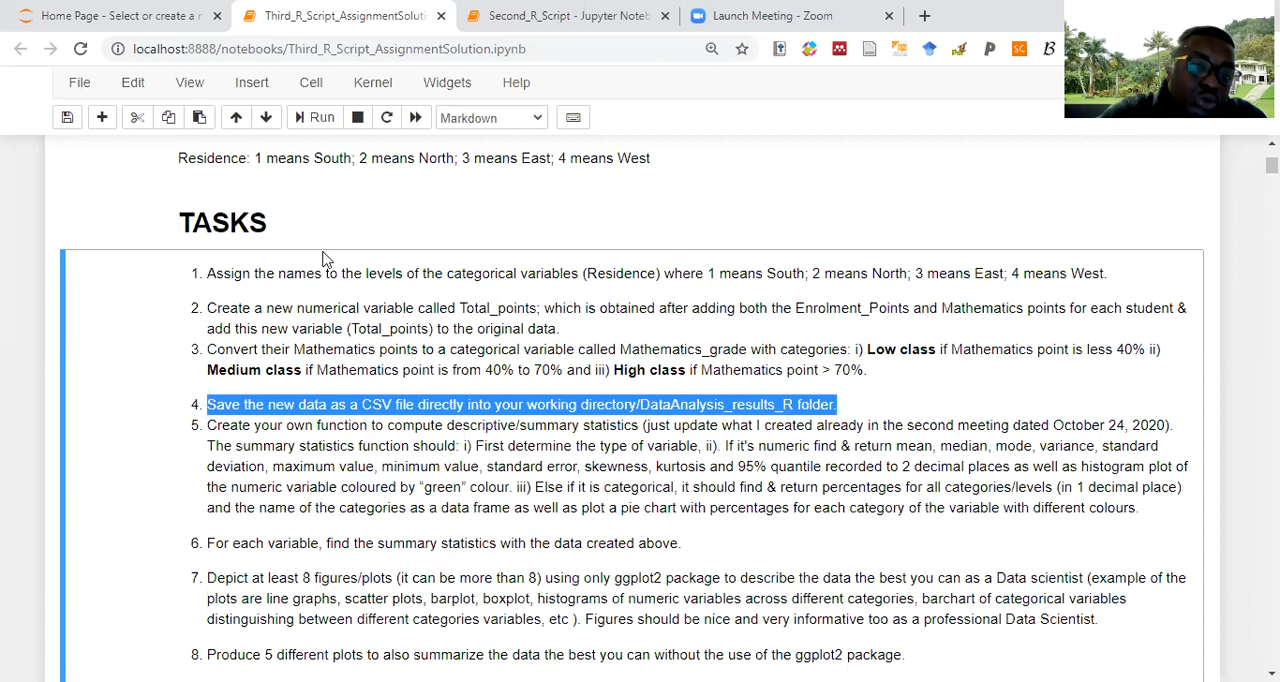 Home Page - Select or create a r
Third_R_Script_AssignmentSoluti
Second_R_Script - Jupyter Noteb
Launch Meeting - Zoom
localhost:8888/notebooks/Third_R_Script_AssignmentSolution.ipynb
File Edit View Insert Cell Kernel Widgets Help
Run Markdown
Residence: 1 means South; 2 means North; 3 means East; 4 means West
TASKS
1. Assign the names to the levels of the categorical variables (Residence) where 1 means South; 2 means North; 3 means East; 4 means West.
2. Create a new numerical variable called Total_points; which is obtained after adding both the Enrolment_Points and Mathematics points for each student &
add this new variable (Total_points) to the original data.
3. Convert their Mathematics points to a categorical variable called Mathematics_grade with categories: i) Low class if Mathematics point is less 40% ii)
Medium class if Mathematics point is from 40% to 70% and iii) High class if Mathematics point > 70%.
4. Save the new data as a CSV file directly into your working directory/DataAnalysis_results_R folder.
5. Create your own function to compute descriptive/summary statistics (just update what I created already in the second meeting dated October 24, 2020).
The summary statistics function should: i) First determine the type of variable, ii). If it's numeric find & return mean, median, mode, variance, standard
deviation, maximum value, minimum value, standard error, skewness, kurtosis and 95% quantile recorded to 2 decimal places as well as histogram plot of
the numeric variable coloured by “green” colour. iii) Else if it is categorical, it should find & return percentages for all categories/levels (in 1 decimal place)
and the name of the categories as a data frame as well as plot a pie chart with percentages for each category of the variable with different colours.
6. For each variable, find the summary statistics with the data created above.
7. Depict at least 8 figures/plots (it can be more than 8) using only ggplot2 package to describe the data the best you can as a Data scientist (example of the
plots are line graphs, scatter plots, barplot, boxplot, histograms of numeric variables across different categories, barchart of categorical variables
distinguishing between different categories variables, etc ). Figures should be nice and very informative too as a professional Data Scientist.
8. Produce 5 different plots to also summarize the data the best you can without the use of the ggplot2 package.